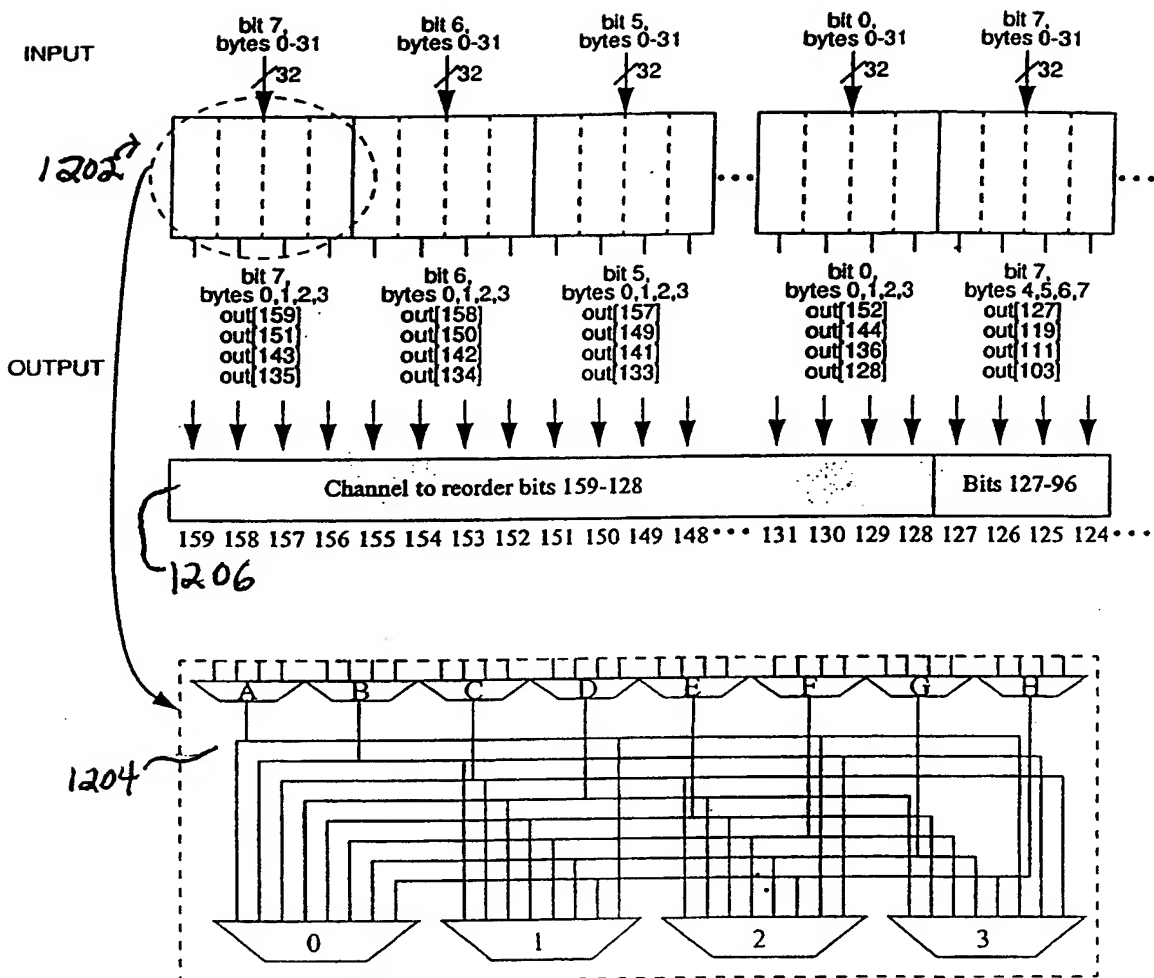 bit 7, bit 6, bit 5, bit 0, bit 7,
INPUT bytes 0-31 bytes 0-31 bytes 0-31 bytes 0-31 bytes 0-31
32 32 32 32 32
1202
... ...
bit 7, bit 6, bit 5, bit 0, bit 7,
bytes 0,1,2,3 bytes 0,1,2,3 bytes 0,1,2,3 bytes 0,1,2,3 bytes 4,5,6,7
out[159] out[158] out[157] out[152] out[127]
out[151] out[150] out[149] out[144] out[119]
OUTPUT out[143] out[142] out[141] out[136] out[111]
out[135] out[134] out[133] out[128] out[103]
Channel to reorder bits 159-128 Bits 127-96
159 158 157 156 155 154 153 152 151 150 149 148 ... 131 130 129 128 127 126 125 124 ...
1206
A B C D E F G H
1204
0 1 2 3